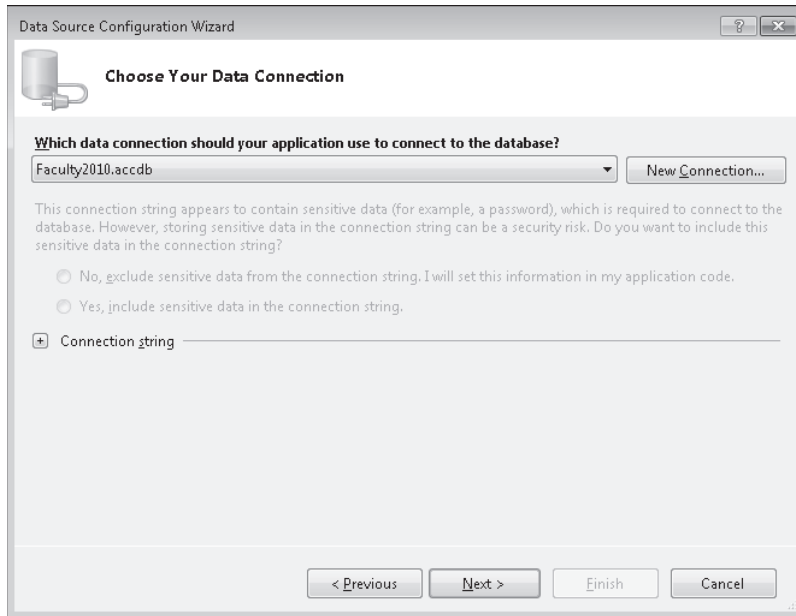 Data Source Configuration Wizard
Choose Your Data Connection
Which data connection should your application use to connect to the database?
Faculty2010.accdb
New Connection...
This connection string appears to contain sensitive data (for example, a password), which is required to connect to the
database. However, storing sensitive data in the connection string can be a security risk. Do you want to include this
sensitive data in the connection string?
No, exclude sensitive data from the connection string. I will set this information in my application code.
Yes, include sensitive data in the connection string.
Connection string
< Previous
Next >
Finish
Cancel